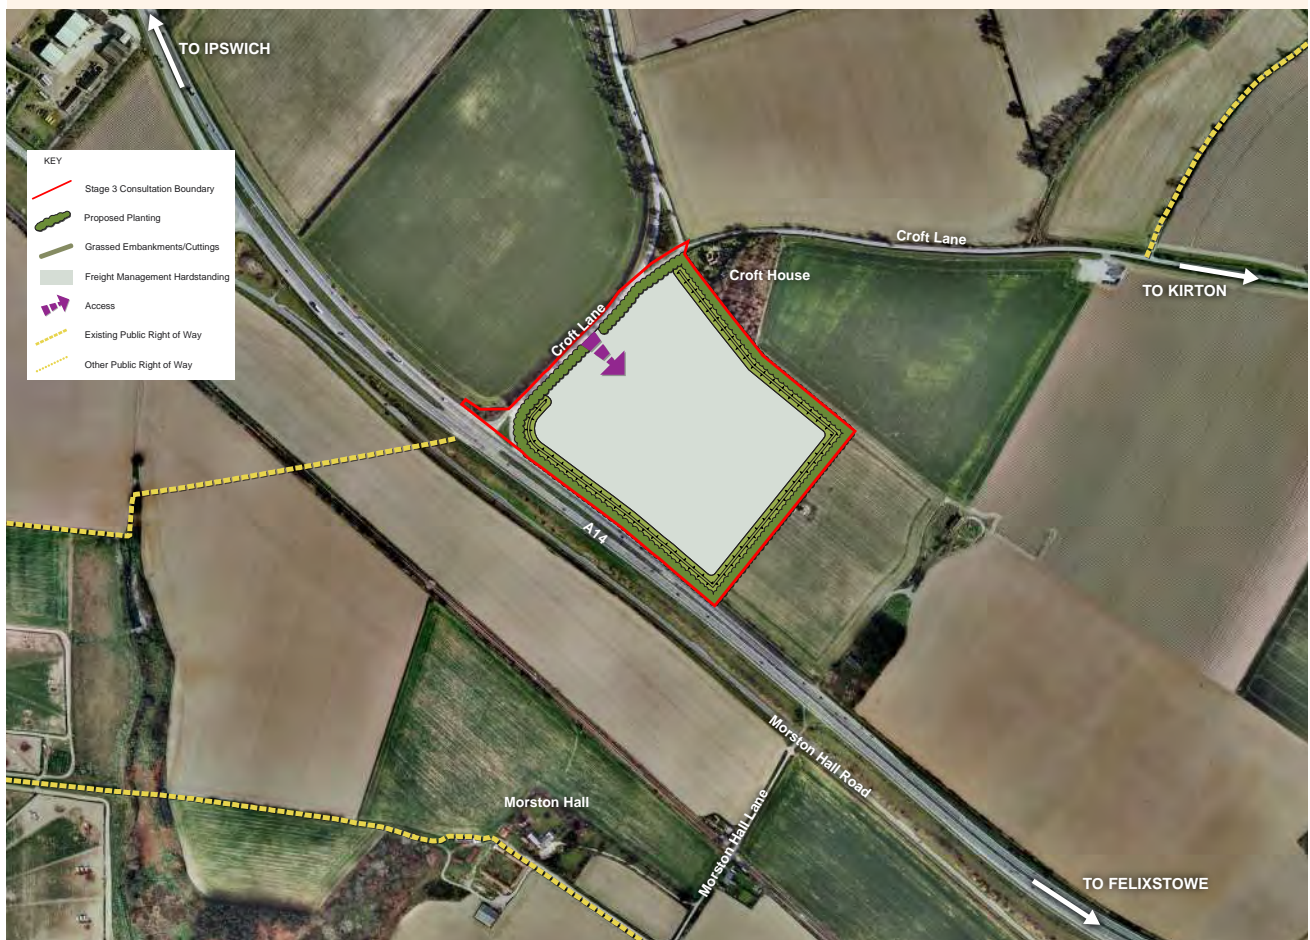 TO IPSWICH
KEY
Stage 3 Consultation Boundary
Proposed Planting
Grassed Embankments/Cuttings
Freight Management Hardstanding
Access
Existing Public Right of Way
Other Public Right of Way
Croft Lane
Croft House
TO KIRTON
Croft Lane
A14
Morston Hall Road
Morston Hall
Morston Hall Lane
TO FELIXSTOWE